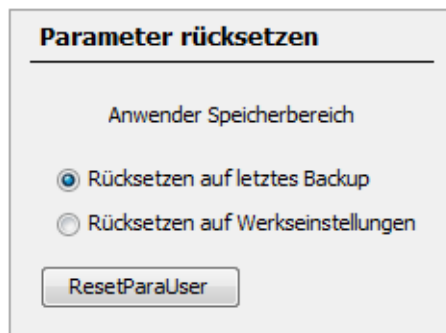 Parameter rücksetzen
Anwender Speicherbereich
Rücksetzen auf letztes Backup
Rücksetzen auf Werkseinstellungen
ResetParaUser